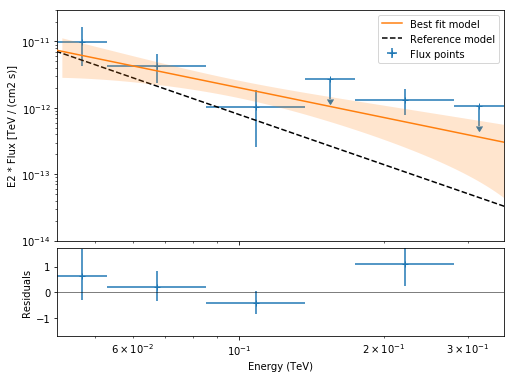 Best fit model
Reference model
Flux points
E2 * Flux [TeV / (cm2 s)]
10⁻¹¹
10⁻¹²
10⁻¹³
10⁻¹⁴
Residuals
1
0
−1
6 × 10⁻²
10⁻¹
2 × 10⁻¹
3 × 10⁻¹
Energy (TeV)